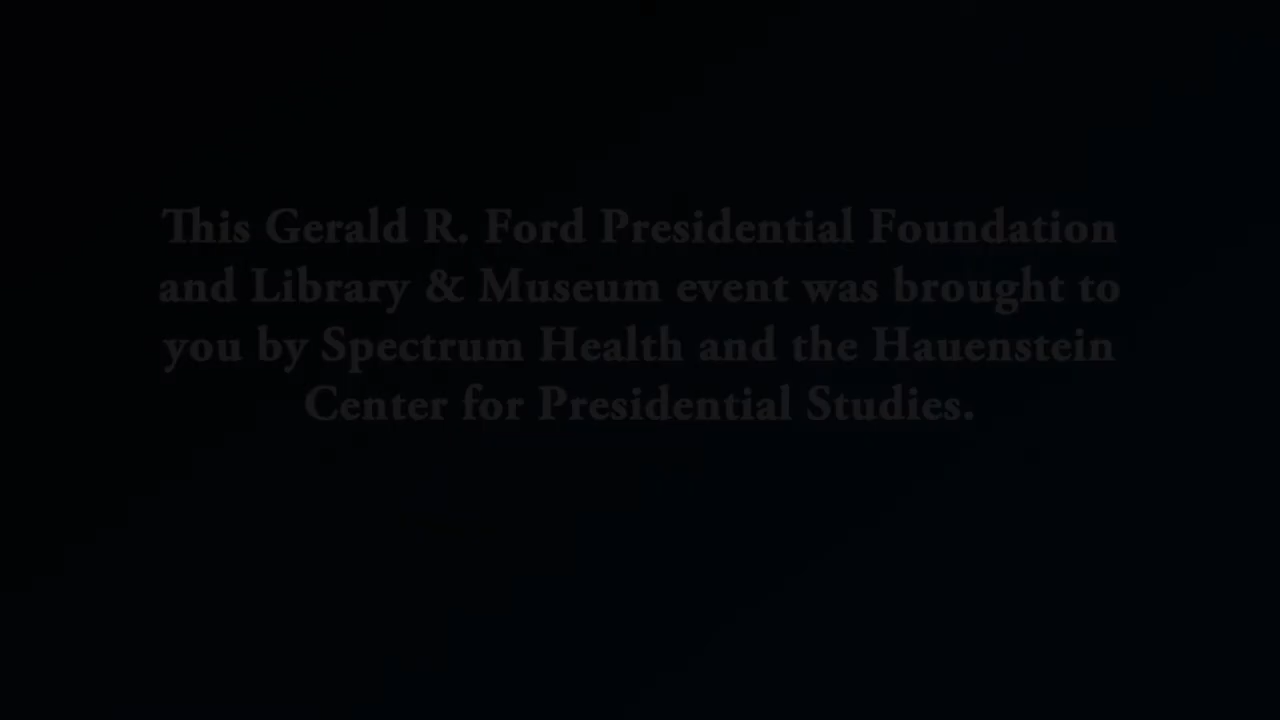 This Gerald R. Ford Presidential Foundation
and Library & Museum event was brought to
you by Spectrum Health and the Hauenstein
Center for Presidential Studies.